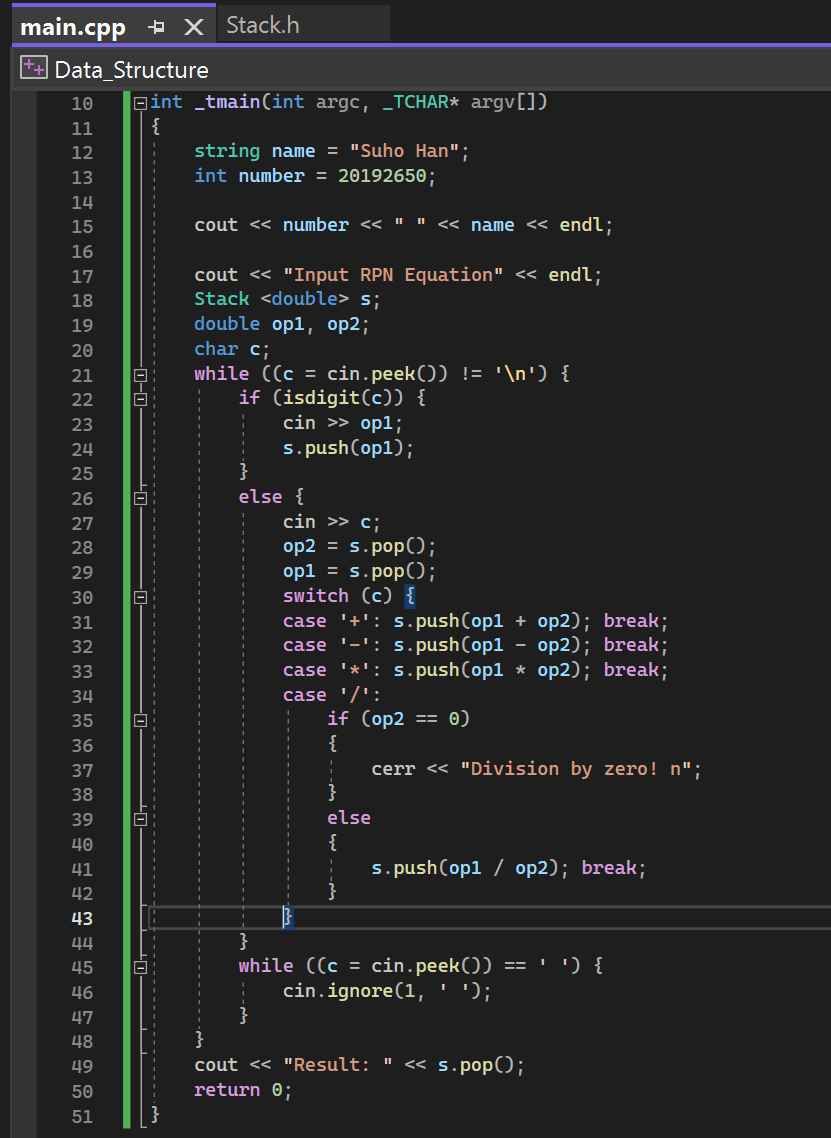 main.cpp Stack.h
Data_Structure
10 int _tmain(int argc, _TCHAR* argv[])
11 {
12 string name = "Suho Han";
13 int number = 20192650;
14
15 cout << number << " " << name << endl;
16
17 cout << "Input RPN Equation" << endl;
18 Stack <double> s;
19 double op1, op2;
20 char c;
21 while ((c = cin.peek()) != '\n') {
22 if (isdigit(c)) {
23 cin >> op1;
24 s.push(op1);
25 }
26 else {
27 cin >> c;
28 op2 = s.pop();
29 op1 = s.pop();
30 switch (c) {
31 case '+': s.push(op1 + op2); break;
32 case '-': s.push(op1 - op2); break;
33 case '*': s.push(op1 * op2); break;
34 case '/':
35 if (op2 == 0)
36 {
37 cerr << "Division by zero! n";
38 }
39 else
40 {
41 s.push(op1 / op2); break;
42 }
43 }
44 }
45 while ((c = cin.peek()) == ' ') {
46 cin.ignore(1, ' ');
47 }
48 }
49 cout << "Result: " << s.pop();
50 return 0;
51 }